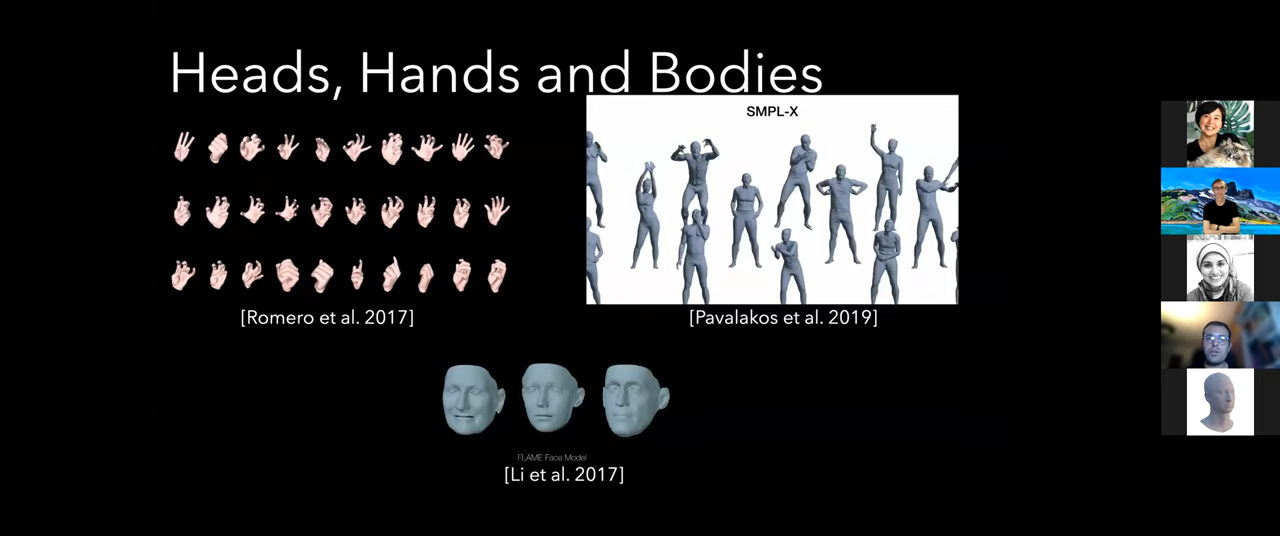 Heads, Hands and Bodies
SMPL-X
[Romero et al. 2017]
[Pavalakos et al. 2019]
FLAME Face Model
[Li et al. 2017]